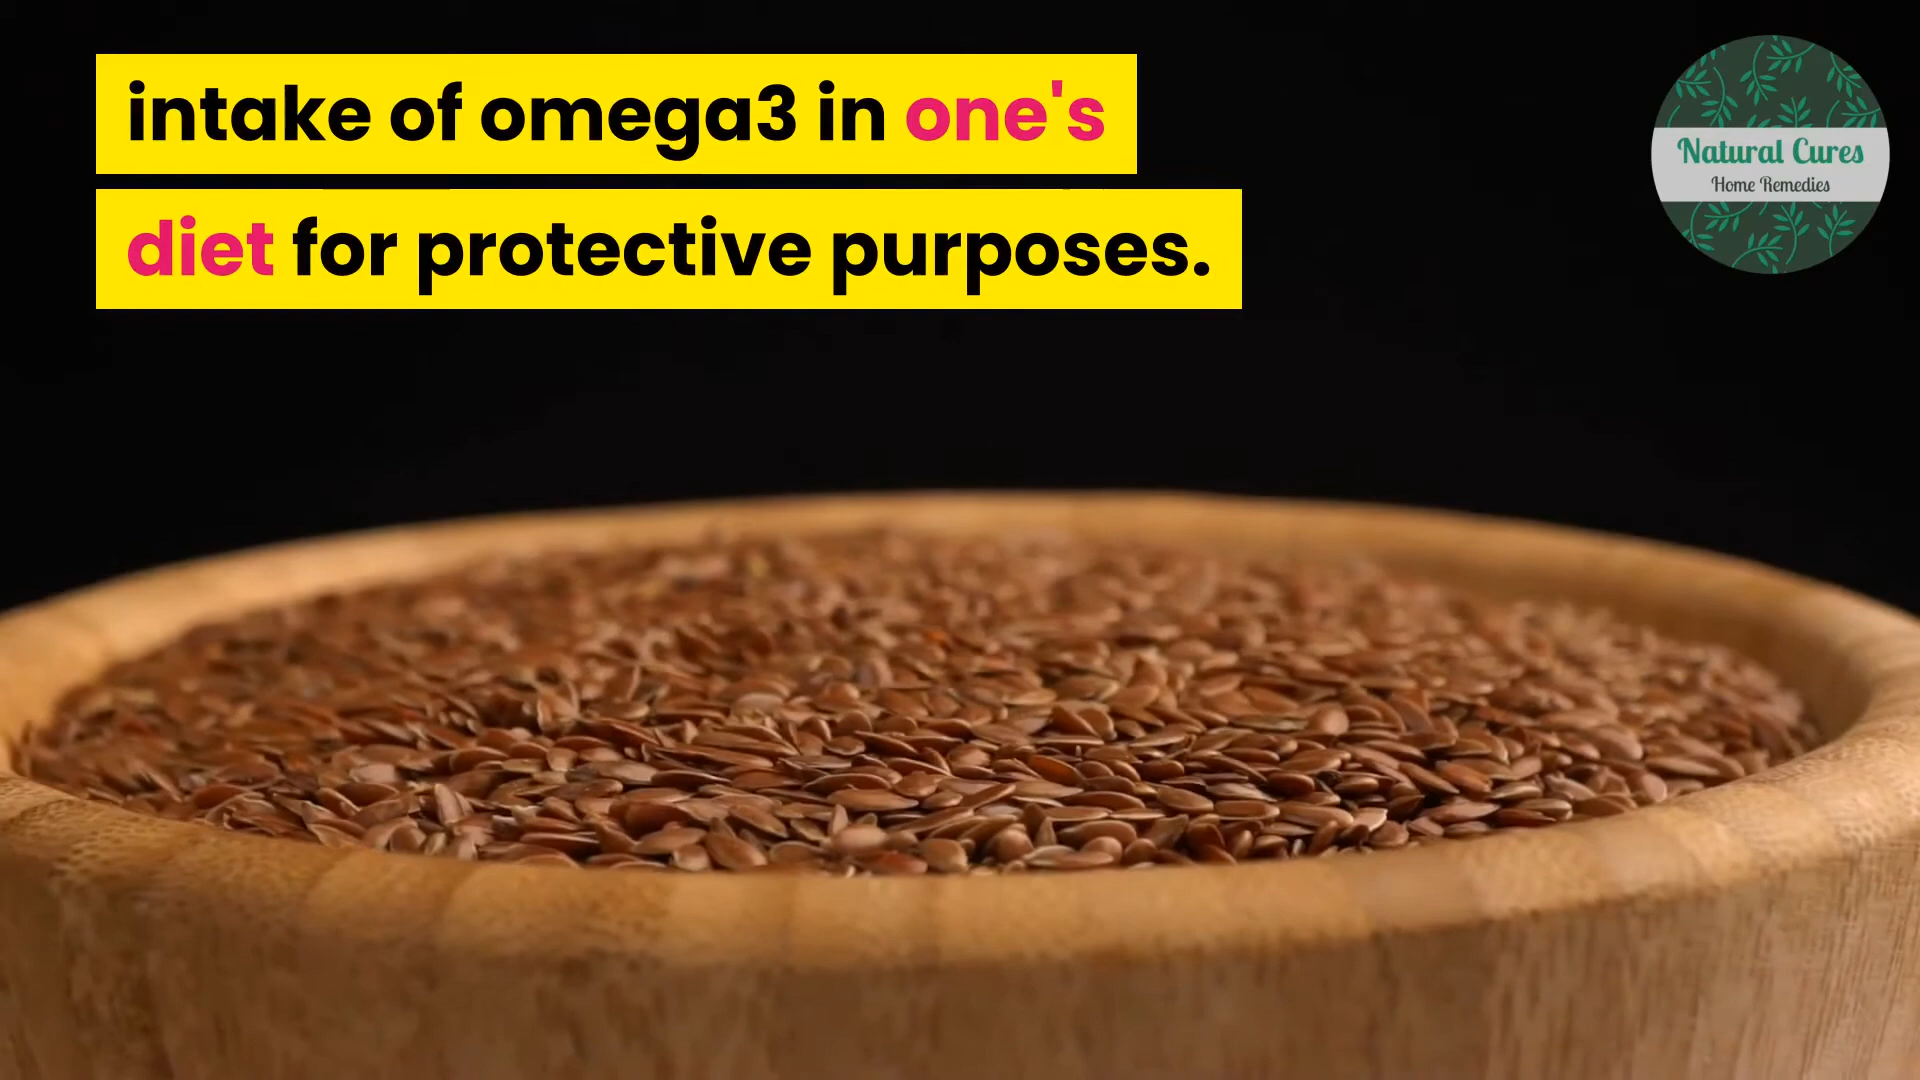 intake of omega3 in one's
diet for protective purposes.
Natural Cures
Home Remedies